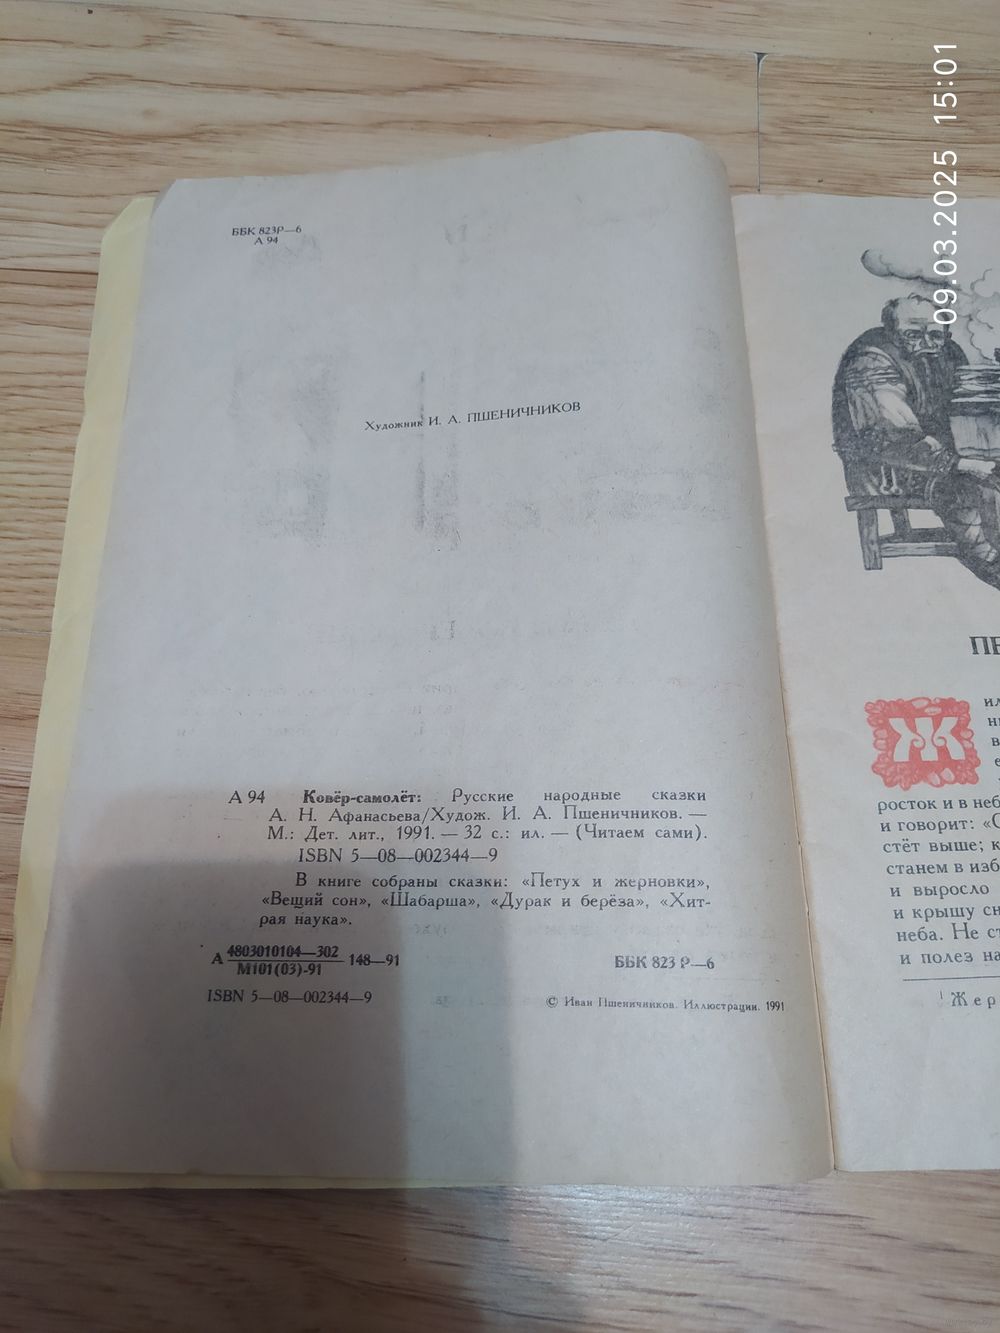 ББК 823Р—6
А 94
Художник И. А. ПШЕНИЧНИКОВ
А 94 Ковёр-самолёт: Русские народные сказки
А. Н. Афанасьева/Худож. И. А. Пшеничников. —
М.: Дет. лит., 1991. — 32 с.: ил. — (Читаем сами).
ISBN 5—08—002344—9
В книге собраны сказки: «Петух и жерновки»,
«Вещий сон», «Шабарша», «Дурак и берёза», «Хит-
рая наука».
А 4803010104—302 148—91
М101(03)-91
ББК 823 Р—6
ISBN 5—08—002344—9
© Иван Пшеничников. Иллюстрации. 1991
09.03.2025 15:01
ПЕ
Ж
росток и в неб
и говорит: «С
стёт выше; к
станем в изб
и выросло
и крышу сн
неба. Не ст
и полез на
¹ Жер